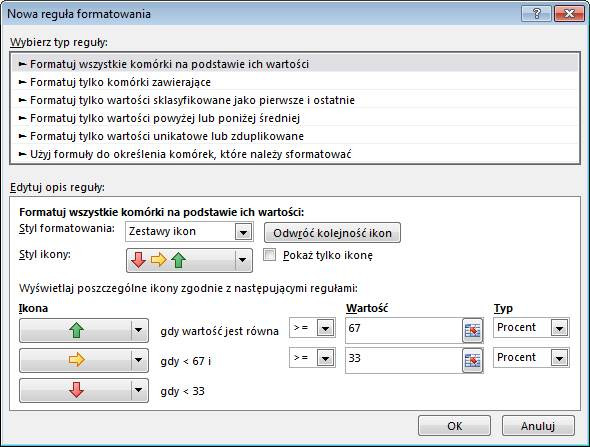 Nowa reguła formatowania
Wybierz typ reguły:
► Formatuj wszystkie komórki na podstawie ich wartości
► Formatuj tylko komórki zawierające
► Formatuj tylko wartości sklasyfikowane jako pierwsze i ostatnie
► Formatuj tylko wartości powyżej lub poniżej średniej
► Formatuj tylko wartości unikatowe lub zduplikowane
► Użyj formuły do określenia komórek, które należy sformatować
Edytuj opis reguły:
Formatuj wszystkie komórki na podstawie ich wartości:
Styl formatowania: Zestawy ikon Odwróć kolejność ikon
Styl ikony: Pokaż tylko ikonę
Wyświetlaj poszczególne ikony zgodnie z następującymi regułami:
Ikona Wartość Typ
gdy wartość jest równa >= 67 Procent
gdy < 67 i >= 33 Procent
gdy < 33
OK Anuluj